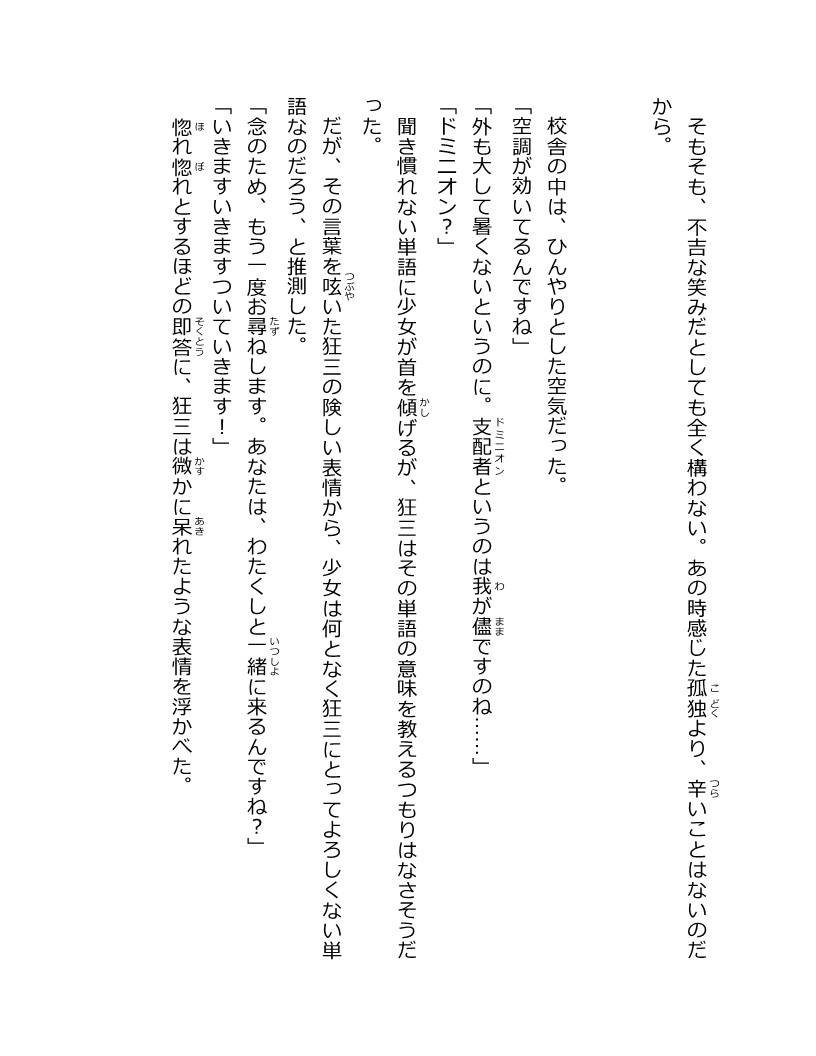 そもそも、不吉な笑みだとしても全く構わない。あの時感じた孤独より、辛いことはないのだ
から。
校舎の中は、ひんやりとした空気だった。
「空調が効いてるんですね」
「外も大して暑くないというのに。支配者というのは我が儘ですのね……」
「ドミニオン？」
聞き慣れない単語に少女が首を傾げるが、狂三はその単語の意味を教えるつもりはなさそうだ
った。
だが、その言葉を呟いた狂三の険しい表情から、少女は何となく狂三にとってよろしくない単
語なのだろう、と推測した。
「念のため、もう一度お尋ねします。あなたは、わたくしと一緒に来るんですね？」
「いきますいきますついていきます！」
惚れ惚れとするほどの即答に、狂三は微かに呆れたような表情を浮かべた。